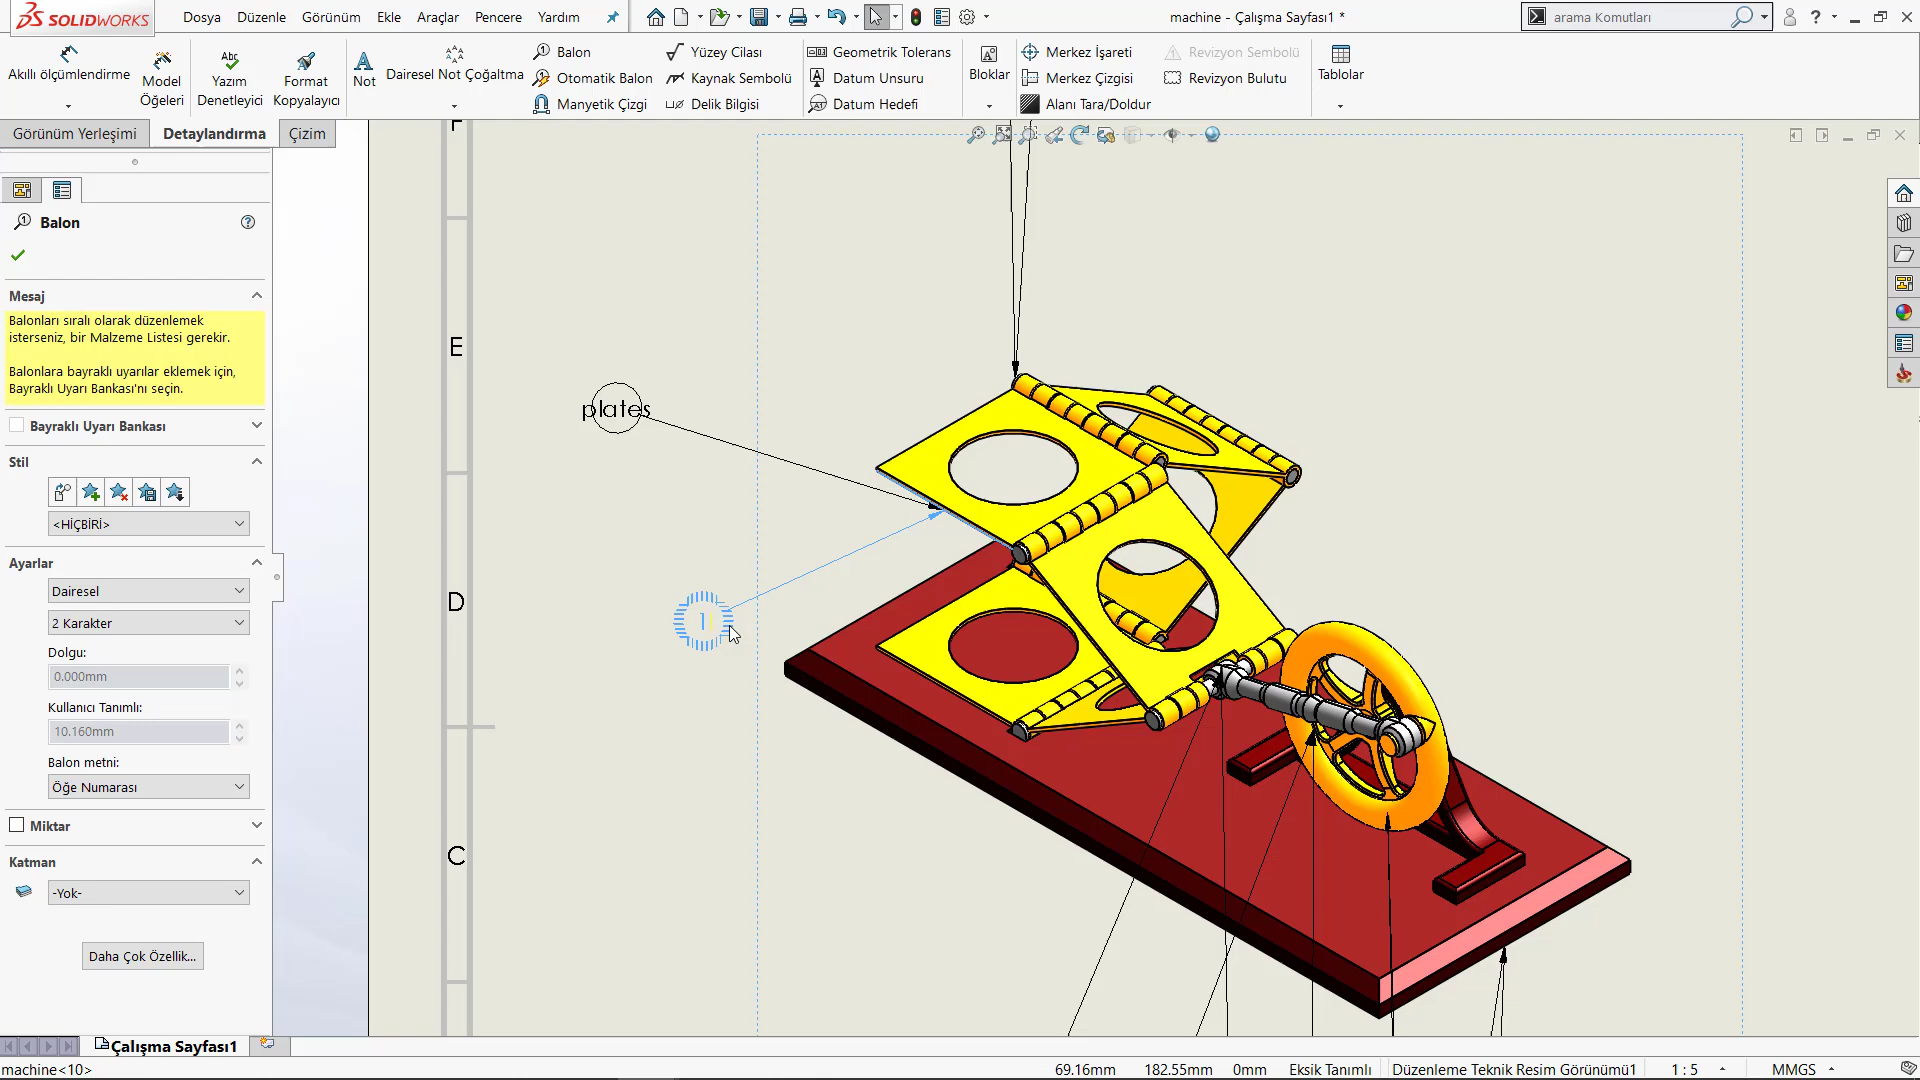 SOLIDWORKS
Dosya
Düzenle
Görünüm
Ekle
Araçlar
Pencere
Yardım
machine - Çalışma Sayfası1 *
arama Komutları
Akıllı ölçümlendirme
Model
Öğeleri
Abc
Yazım
Denetleyici
Format
Kopyalayıcı
Not
Dairesel Not Çoğaltma
Balon
Otomatik Balon
Manyetik Çizgi
Yüzey Cilası
Kaynak Sembolü
Delik Bilgisi
Geometrik Tolerans
Datum Unsuru
Datum Hedefi
Bloklar
Merkez İşareti
Merkez Çizgisi
Alanı Tara/Doldur
Revizyon Sembolü
Revizyon Bulutu
Tablolar
Görünüm Yerleşimi
Detaylandırma
Çizim
Balon
Mesaj
Balonları sıralı olarak düzenlemek
isterseniz, bir Malzeme Listesi gerekir.
Balonlara bayraklı uyarılar eklemek için,
Bayraklı Uyarı Bankası'nı seçin.
Bayraklı Uyarı Bankası
Stil
<HİÇBİRİ>
Ayarlar
Dairesel
2 Karakter
Dolgu:
0.000mm
Kullanıcı Tanımlı:
10.160mm
Balon metni:
Öğe Numarası
Miktar
Katman
-Yok-
Daha Çok Özellik...
F
E
D
C
plates
1
Çalışma Sayfası1
machine<10>
69.16mm
182.55mm
0mm
Eksik Tanımlı
Düzenleme Teknik Resim Görünümü1
1 : 5
MMGS